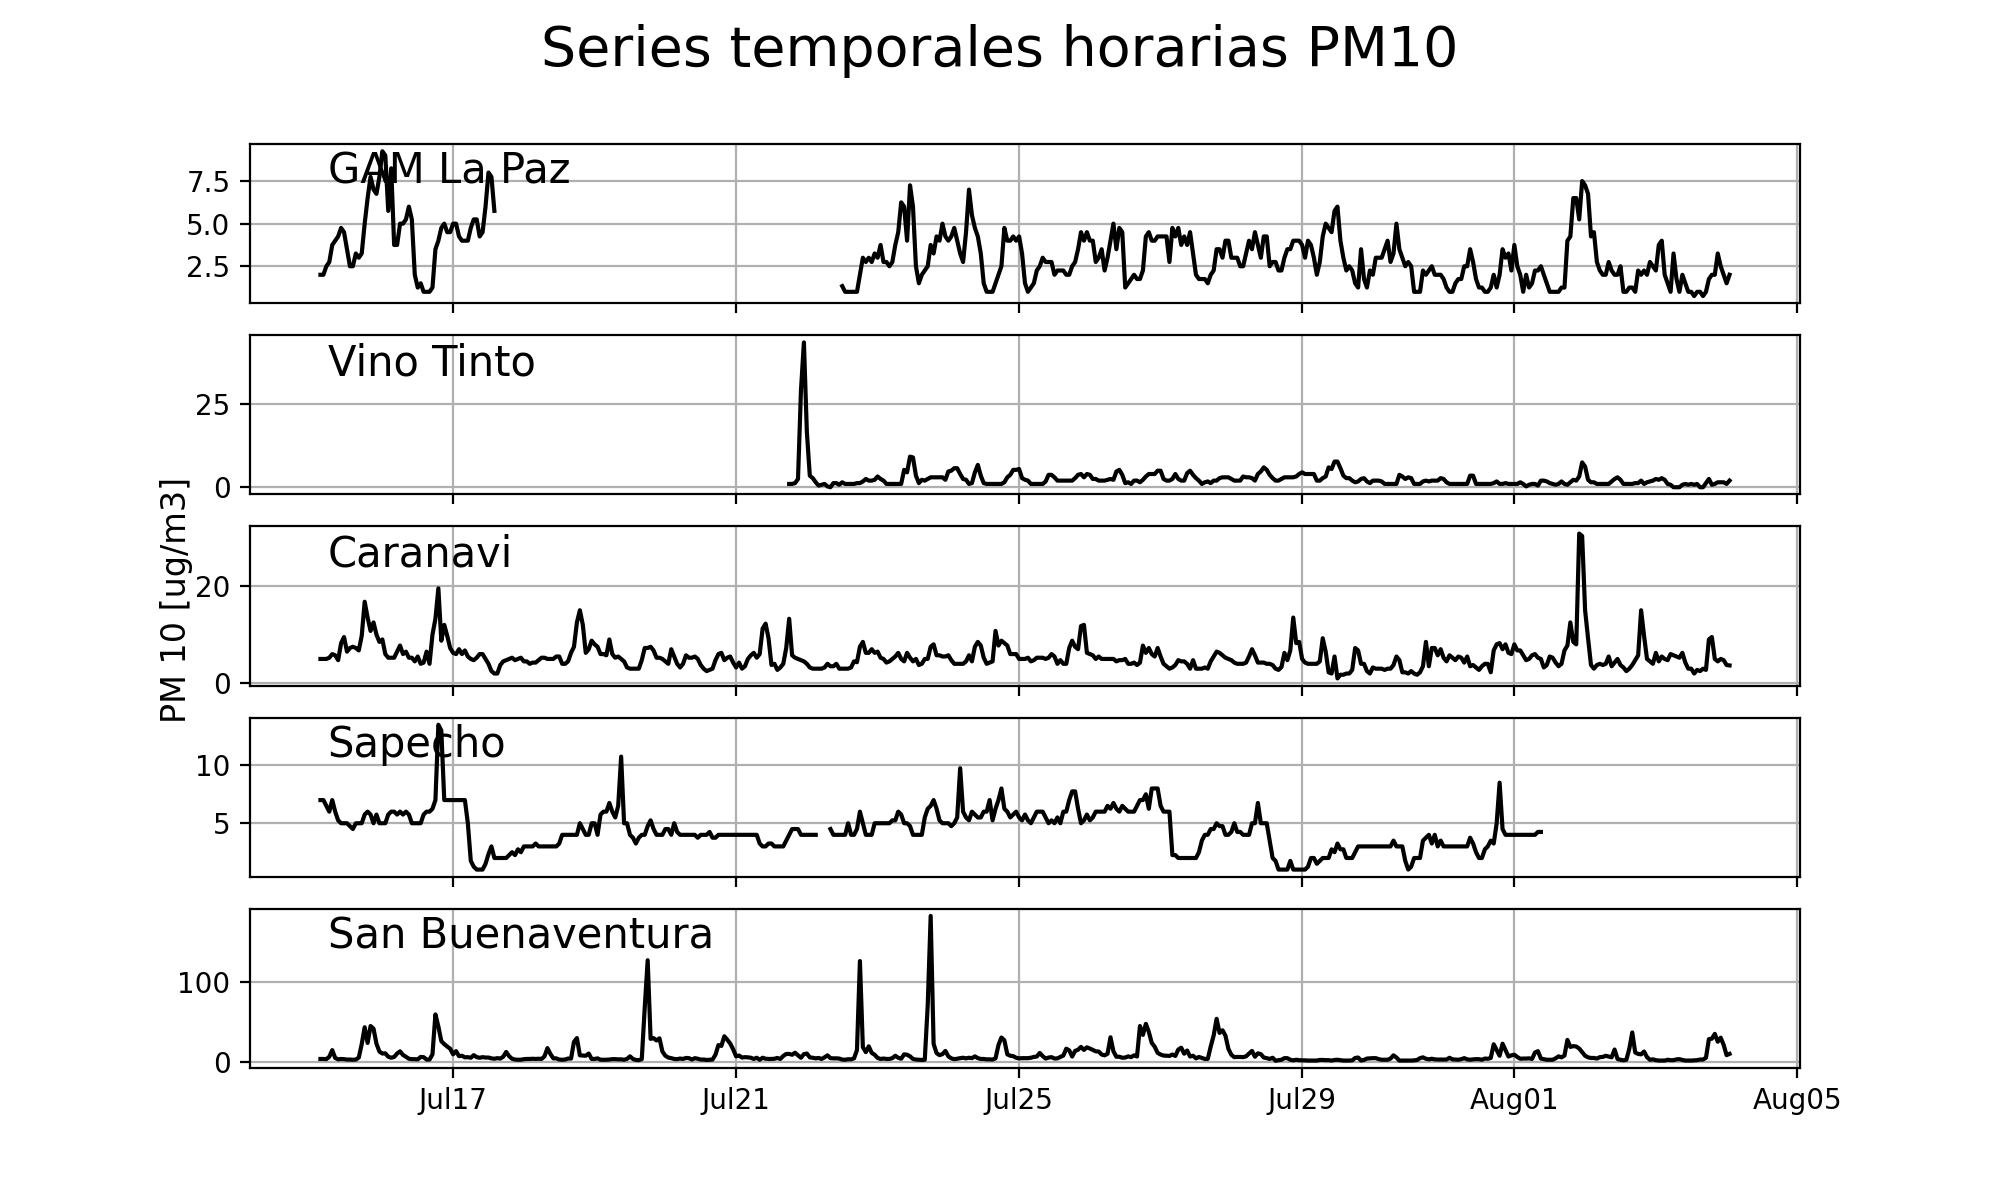 Series temporales horarias PM10
GAM La Paz
7.5
5.0
2.5
Vino Tinto
25
0
PM 10 [ug/m3]
Caranavi
20
0
Sapecho
10
5
San Buenaventura
100
0
Jul17 Jul21 Jul25 Jul29 Aug01 Aug05